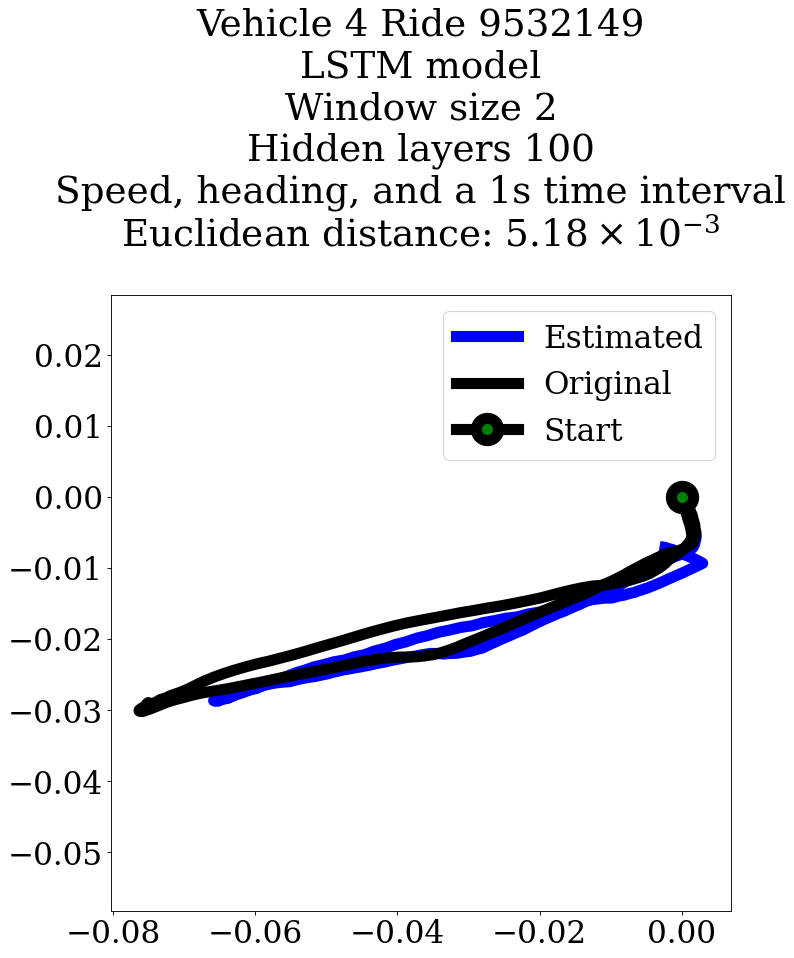 Vehicle 4 Ride 9532149
LSTM model
Window size 2
Hidden layers 100
Speed, heading, and a 1s time interval
Euclidean distance: 5.18 × 10⁻³
Estimated
Original
Start
0.02
0.01
0.00
−0.01
−0.02
−0.03
−0.04
−0.05
−0.08 −0.06 −0.04 −0.02 0.00